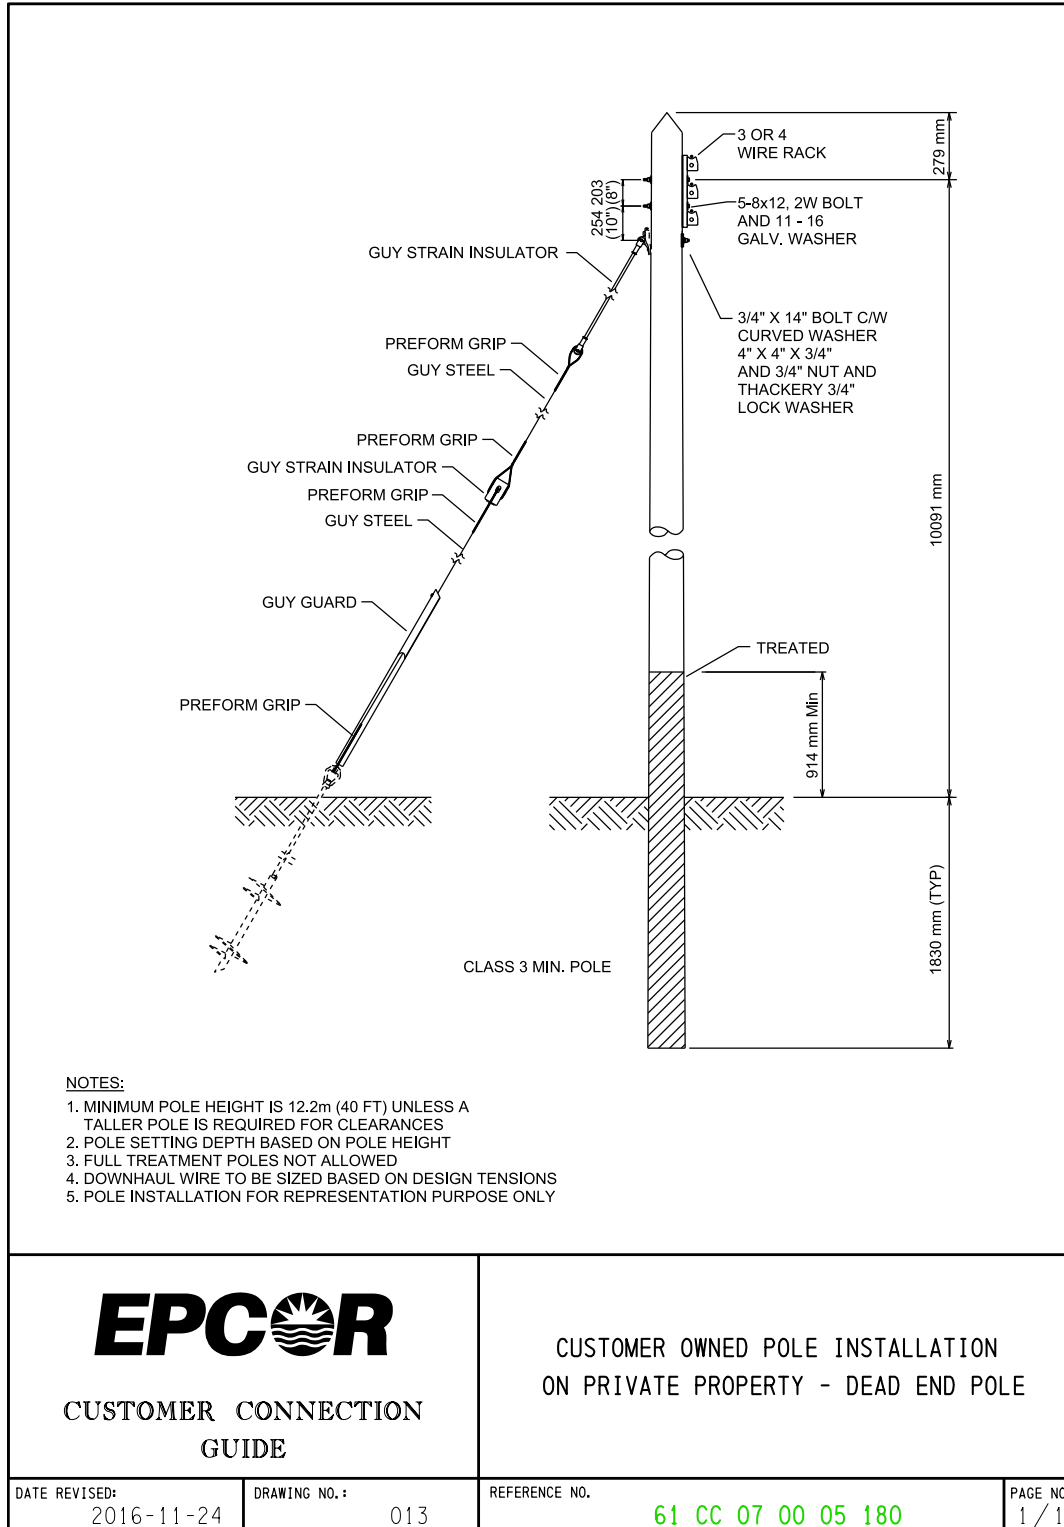 3 OR 4
WIRE RACK
279 mm
254 203
(10") (8")
5-8x12, 2W BOLT
AND 11 - 16
GALV. WASHER
GUY STRAIN INSULATOR
3/4" X 14" BOLT C/W
CURVED WASHER
4" X 4" X 3/4"
AND 3/4" NUT AND
THACKERY 3/4"
LOCK WASHER
PREFORM GRIP
GUY STEEL
PREFORM GRIP
GUY STRAIN INSULATOR
PREFORM GRIP
GUY STEEL
10091 mm
GUY GUARD
TREATED
PREFORM GRIP
914 mm Min
1830 mm (TYP)
CLASS 3 MIN. POLE
NOTES:
1. MINIMUM POLE HEIGHT IS 12.2m (40 FT) UNLESS A
TALLER POLE IS REQUIRED FOR CLEARANCES
2. POLE SETTING DEPTH BASED ON POLE HEIGHT
3. FULL TREATMENT POLES NOT ALLOWED
4. DOWNHAUL WIRE TO BE SIZED BASED ON DESIGN TENSIONS
5. POLE INSTALLATION FOR REPRESENTATION PURPOSE ONLY
EPCOR
CUSTOMER CONNECTION
GUIDE
CUSTOMER OWNED POLE INSTALLATION
ON PRIVATE PROPERTY - DEAD END POLE
DATE REVISED:
2016-11-24
DRAWING NO.:
013
REFERENCE NO.
61 CC 07 00 05 180
PAGE NO
1/1